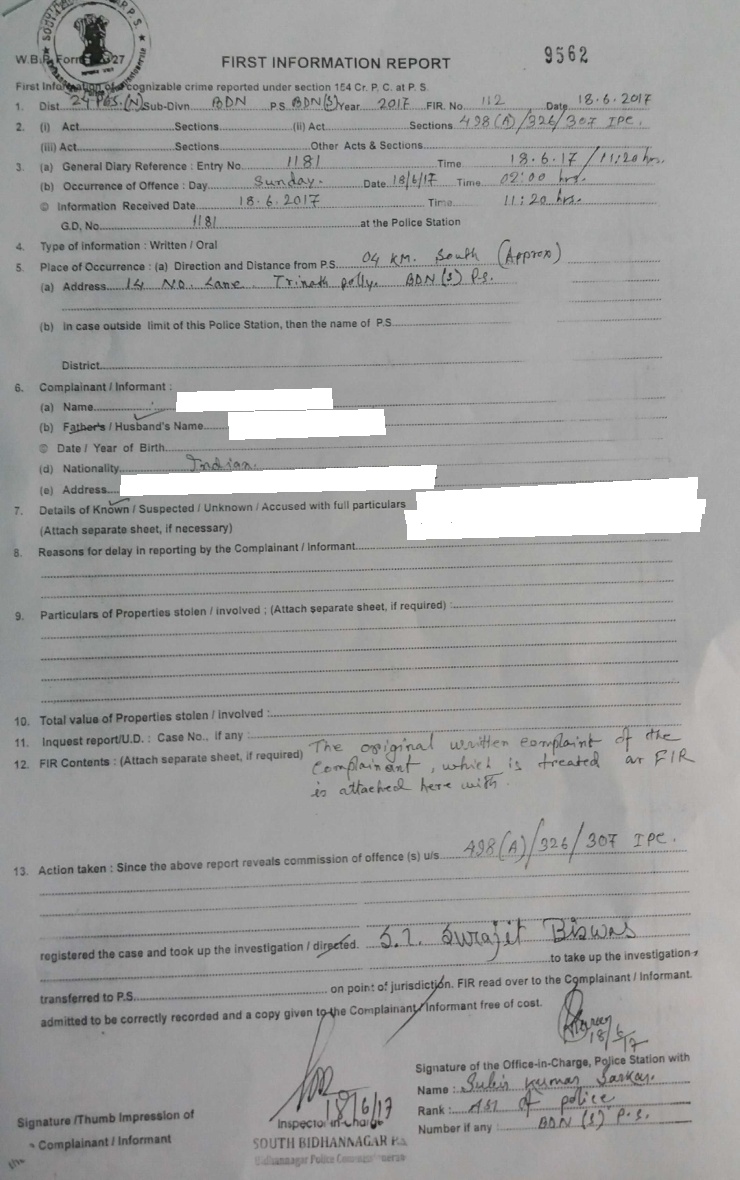 W.B.P. Form 27
FIRST INFORMATION REPORT
9562
First Information of cognizable crime reported under section 154 Cr. P. C. at P. S.
1. Dist 24 PGS.(N) Sub-Divn. BDN P.S. BDN(S) Year 2017 FIR. No. 112 Date 18.6.2017
2. (i) Act Sections (ii) Act Sections 498(A)/326/307 IPC.
(iii) Act Sections Other Acts & Sections
3. (a) General Diary Reference : Entry No. 1181 Time 18.6.17 / 11:20 hrs.
(b) Occurrence of Offence : Day Sunday. Date 18/6/17 Time 02:00 hrs.
© Information Received Date 18.6.2017 Time 11:20 hrs.
G.D, No. 1181 at the Police Station
4. Type of information : Written / Oral
5. Place of Occurrence : (a) Direction and Distance from P.S. 04 KM. South (Approx)
(a) Address 14 No. Lane. Trinath polly. BDN (S) P.S.
(b) In case outside limit of this Police Station, then the name of P.S
District
6. Complainant / Informant :
(a) Name
(b) Father's / Husband's Name
© Date / Year of Birth
(d) Nationality Indian.
(e) Address
7. Details of Known / Suspected / Unknown / Accused with full particulars
(Attach separate sheet, if necessary)
8. Reasons for delay in reporting by the Complainant / Informant
9. Particulars of Properties stolen / involved ; (Attach separate sheet, if required) :
10. Total value of Properties stolen / involved :
11. Inquest report/U.D. : Case No.. if any :
12. FIR Contents : (Attach separate sheet, if required) The original written complaint of the
Complainant, which is treated as FIR
is attached here with.
13. Action taken : Since the above report reveals commission of offence (s) u/s 498(A)/326/307 IPC.
registered the case and took up the investigation / directed. S.I. Surajit Biswas
to take up the investigation
transferred to P.S. on point of jurisdiction. FIR read over to the Complainant / Informant.
admitted to be correctly recorded and a copy given to the Complainant / Informant free of cost.
18/6/17
Signature of the Office-in-Charge, Police Station with
Name : Subir Kumar Sarkar.
Rank : ASI of police
Number if any : BDN (S) P.S.
18/6/17
Inspector in-Charge
SOUTH BIDHANNAGAR P.S.
Bidhannagar Police Commissionerate
Signature /Thumb Impression of
Complainant / Informant